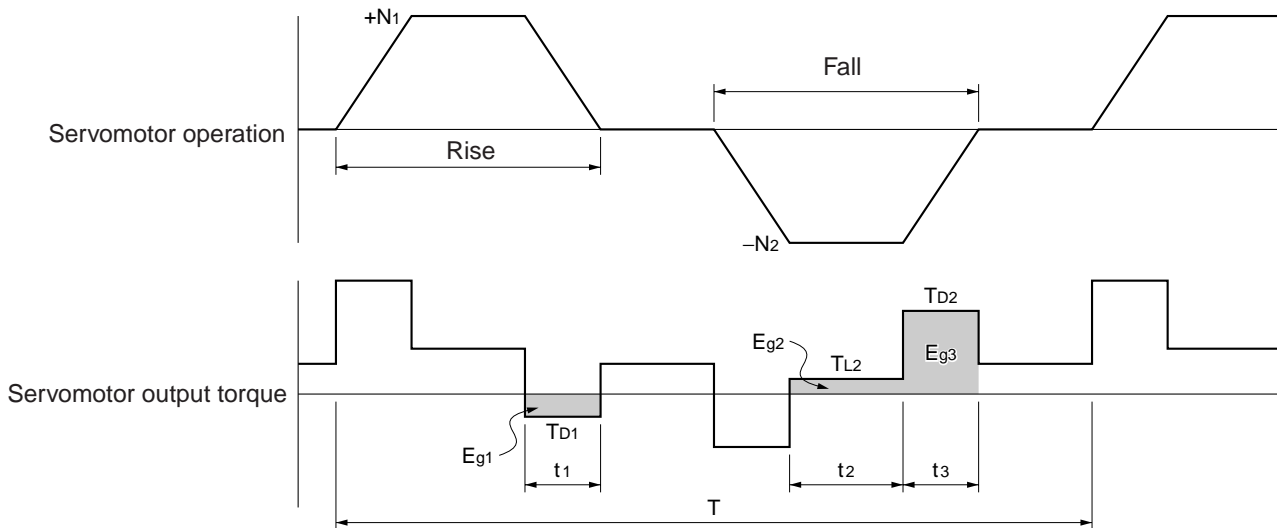 +N1
Fall
Servomotor operation
Rise
−N2
TD2
Eg2
TL2
Eg3
Servomotor output torque
TD1
Eg1
t1
t2
t3
T